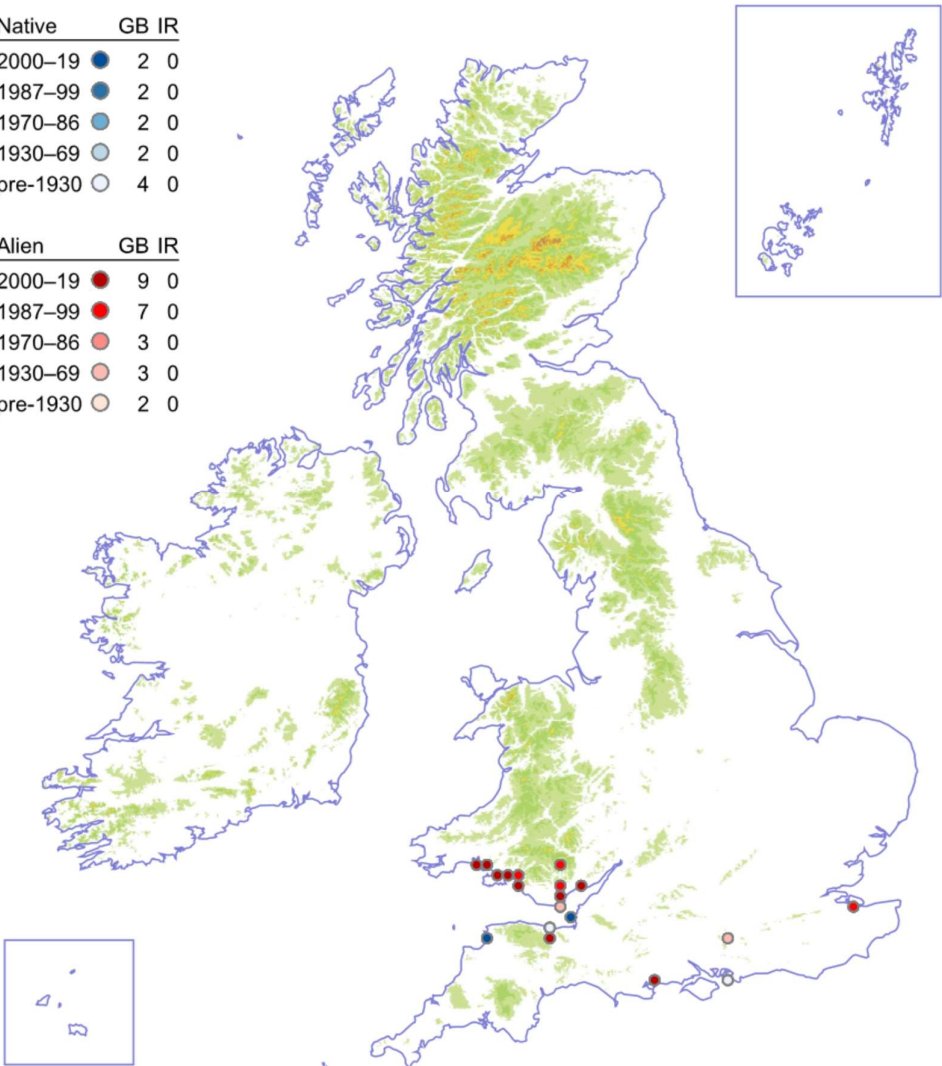 Native GB IR
2000–19 2 0
1987–99 2 0
1970–86 2 0
1930–69 2 0
pre-1930 4 0
Alien GB IR
2000–19 9 0
1987–99 7 0
1970–86 3 0
1930–69 3 0
pre-1930 2 0